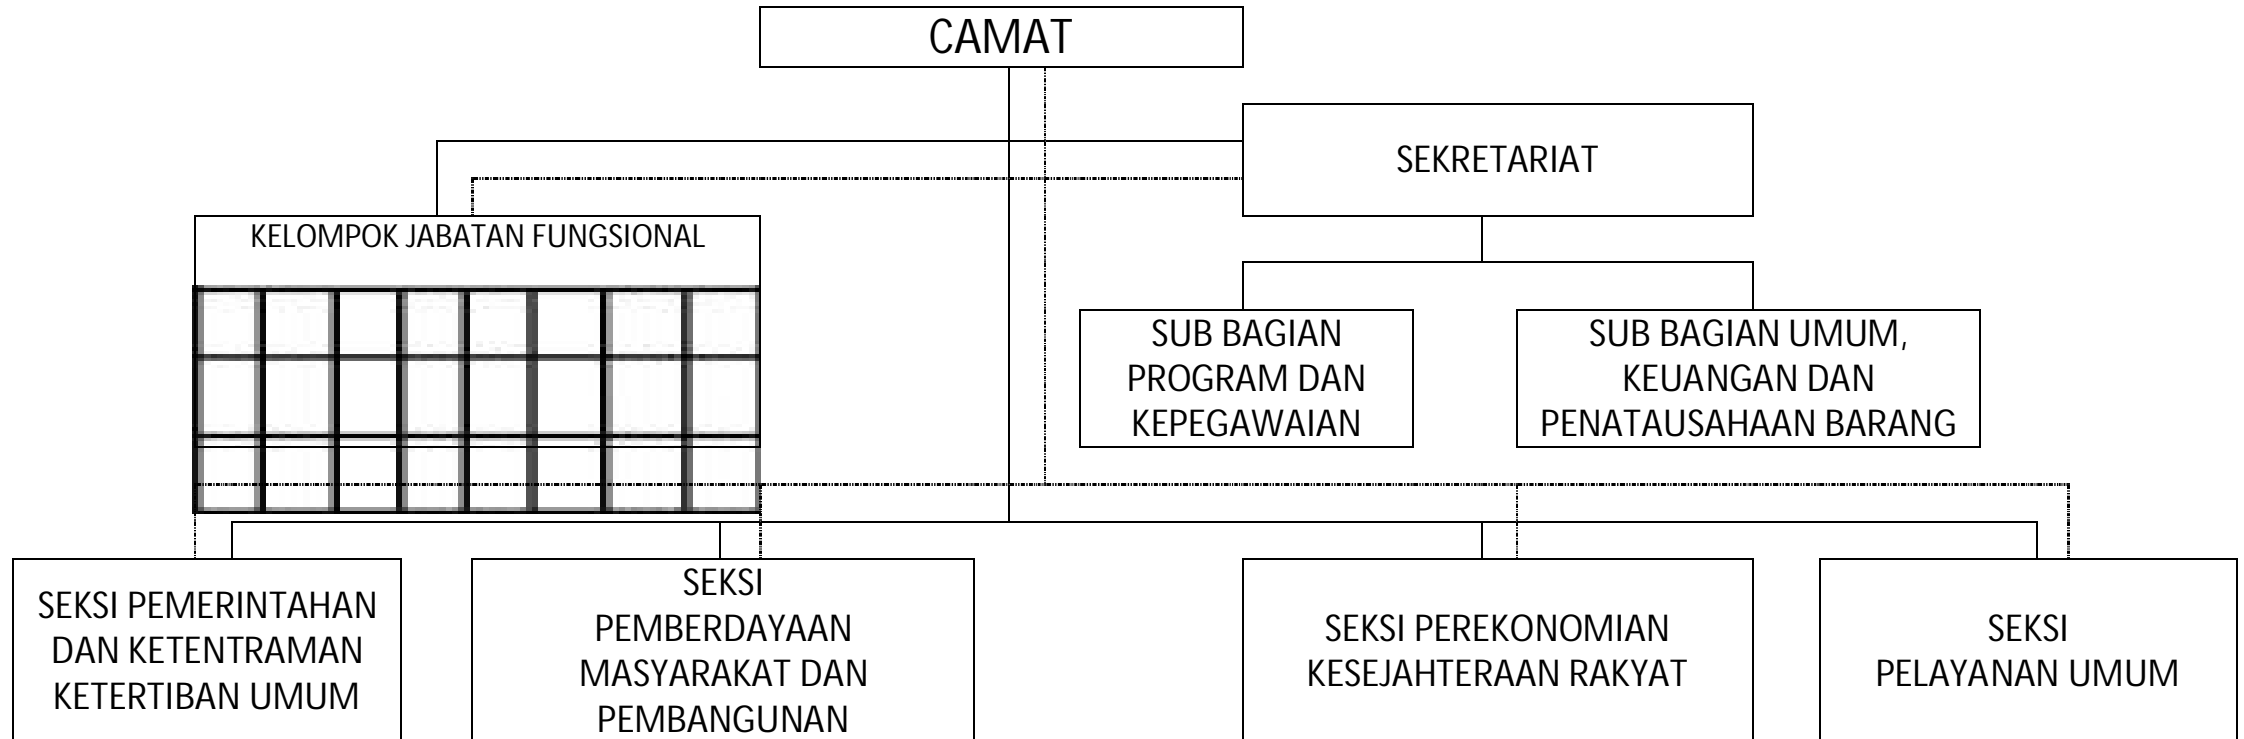 CAMAT
SEKRETARIAT
KELOMPOK JABATAN FUNGSIONAL
SUB BAGIAN
PROGRAM DAN
KEPEGAWAIAN
SUB BAGIAN UMUM,
KEUANGAN DAN
PENATAUSAHAAN BARANG
SEKSI PEMERINTAHAN
DAN KETENTRAMAN
KETERTIBAN UMUM
SEKSI
PEMBERDAYAAN
MASYARAKAT DAN
PEMBANGUNAN
SEKSI PEREKONOMIAN
KESEJAHTERAAN RAKYAT
SEKSI
PELAYANAN UMUM